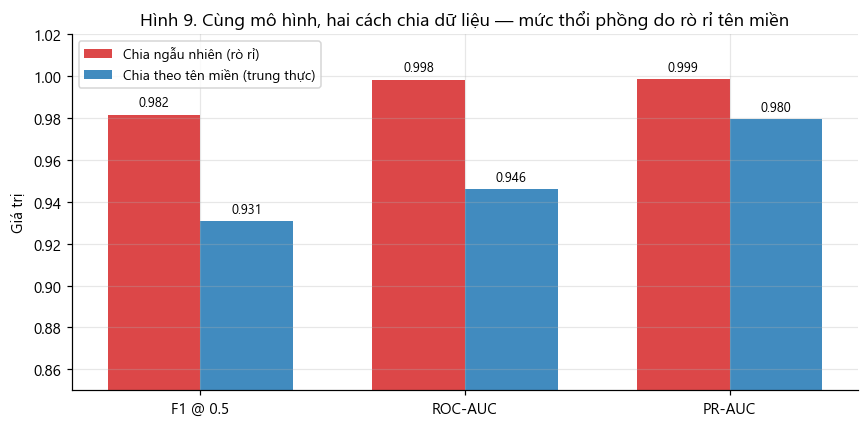 Hình 9. Cùng mô hình, hai cách chia dữ liệu — mức thổi phồng do rò rỉ tên miền
Chia ngẫu nhiên (rò rỉ)
Chia theo tên miền (trung thực)
Giá trị
1.02
1.00
0.98
0.96
0.94
0.92
0.90
0.88
0.86
0.982
0.931
0.998
0.946
0.999
0.980
F1 @ 0.5
ROC-AUC
PR-AUC